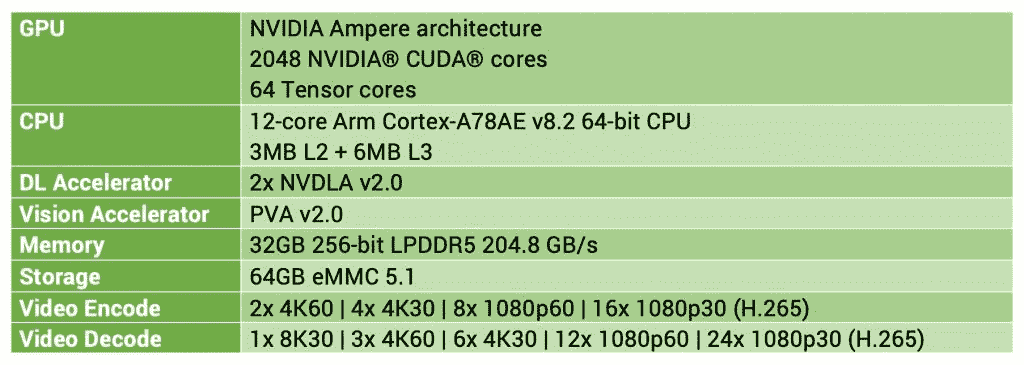 GPU NVIDIA Ampere architecture
2048 NVIDIA® CUDA® cores
64 Tensor cores
CPU 12-core Arm Cortex-A78AE v8.2 64-bit CPU
3MB L2 + 6MB L3
DL Accelerator 2x NVDLA v2.0
Vision Accelerator PVA v2.0
Memory 32GB 256-bit LPDDR5 204.8 GB/s
Storage 64GB eMMC 5.1
Video Encode 2x 4K60 | 4x 4K30 | 8x 1080p60 | 16x 1080p30 (H.265)
Video Decode 1x 8K30 | 3x 4K60 | 6x 4K30 | 12x 1080p60 | 24x 1080p30 (H.265)